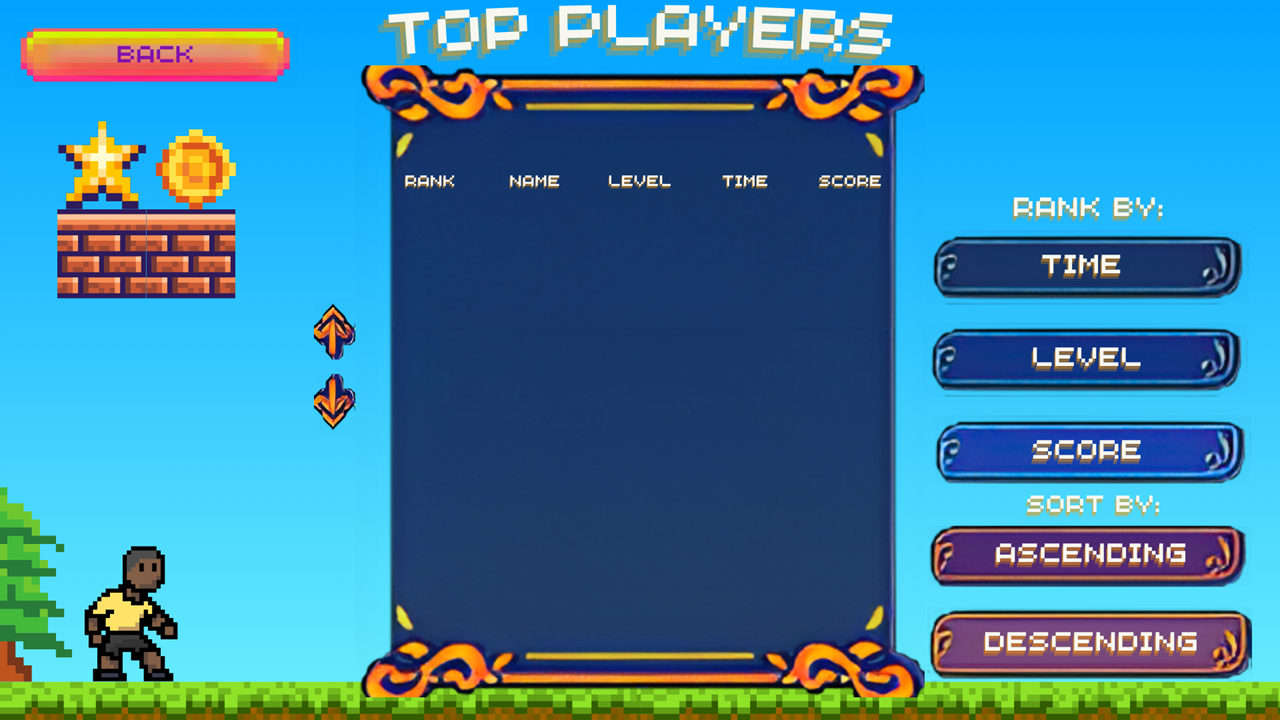 TOP PLAYERS
BACK
RANK NAME LEVEL TIME SCORE
RANK BY:
TIME
LEVEL
SCORE
SORT BY:
ASCENDING
DESCENDING